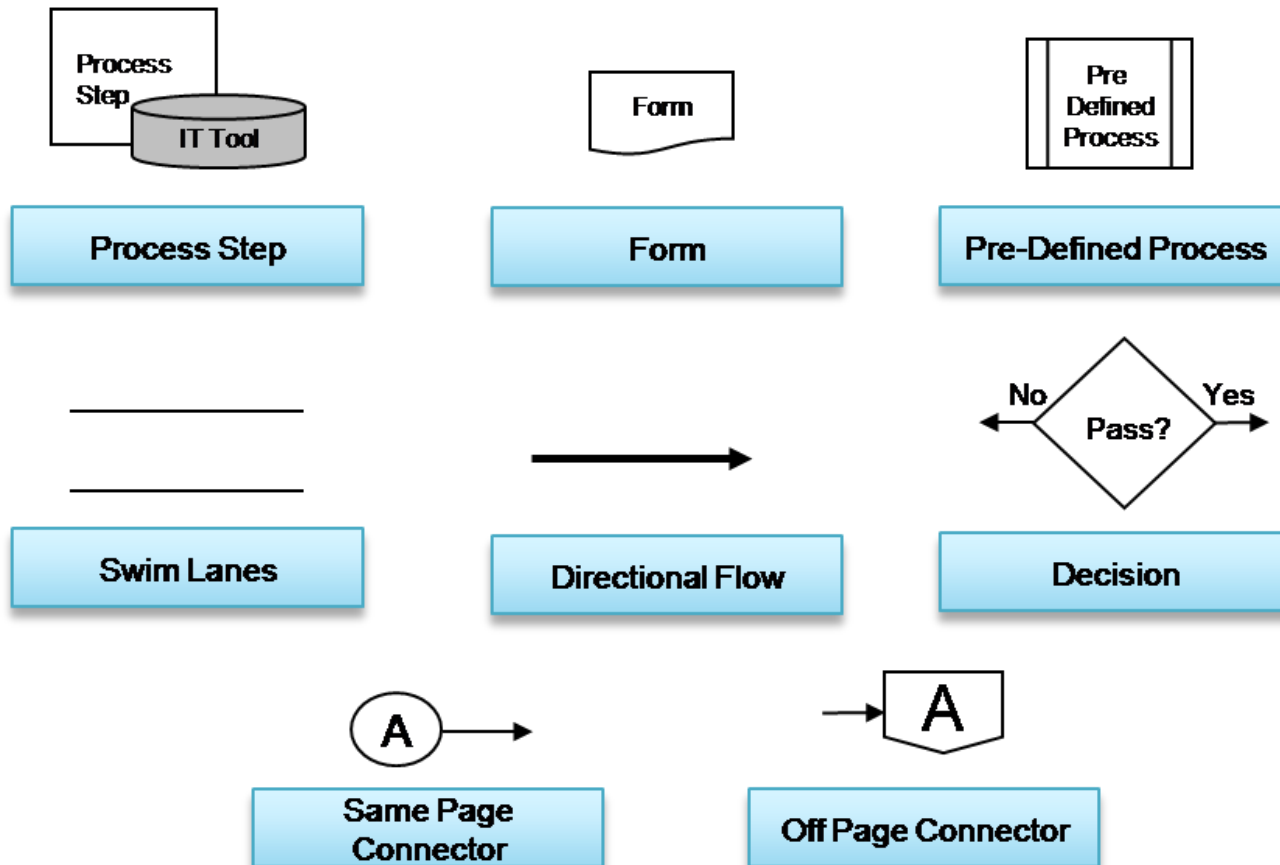 Process
Step
IT Tool
Form
Pre
Defined
Process
Process Step
Form
Pre-Defined Process
No
Yes
Pass?
Swim Lanes
Directional Flow
Decision
A
A
Same Page
Connector
Off Page Connector